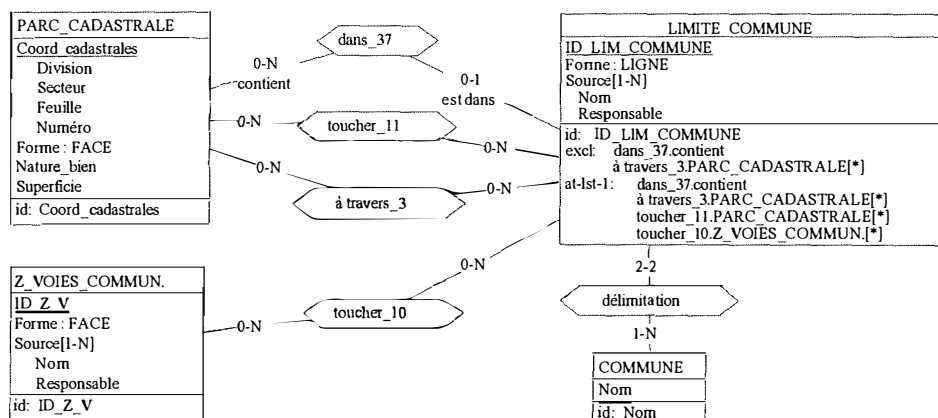 PARC_CADASTRALE
Coord_cadastrales
Division
Secteur
Feuille
Numéro
Forme : FACE
Nature_bien
Superficie
id: Coord_cadastrales
dans_37
0-N
contient
0-1
est dans
0-N
toucher_11
0-N
0-N
à travers_3
0-N
LIMITE_COMMUNE
ID_LIM_COMMUNE
Forme : LIGNE
Source[1-N]
Nom
Responsable
id: ID_LIM_COMMUNE
excl: dans_37.contient
à travers_3.PARC_CADASTRALE[*]
at-lst-1: dans_37.contient
à travers_3.PARC_CADASTRALE[*]
toucher_11.PARC_CADASTRALE[*]
toucher_10.Z_VOIES_COMMUN.[*]
Z_VOIES_COMMUN.
ID_Z_V
Forme : FACE
Source[1-N]
Nom
Responsable
id: ID_Z_V
0-N
toucher_10
0-N
2-2
délimitation
1-N
COMMUNE
Nom
id: Nom